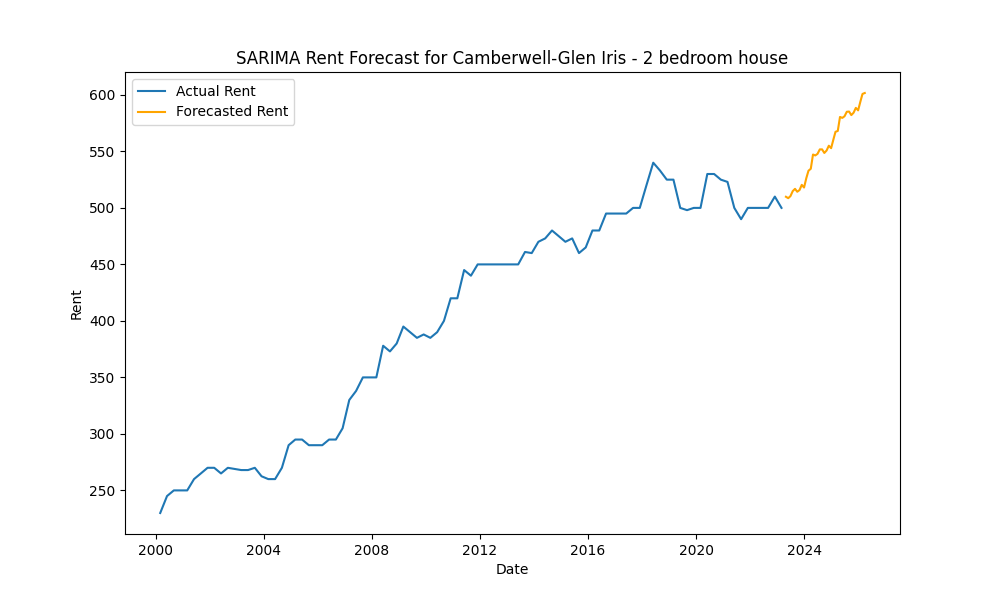 SARIMA Rent Forecast for Camberwell-Glen Iris - 2 bedroom house
Actual Rent
Forecasted Rent
600
550
500
450
400
350
300
250
Rent
2000 2004 2008 2012 2016 2020 2024
Date